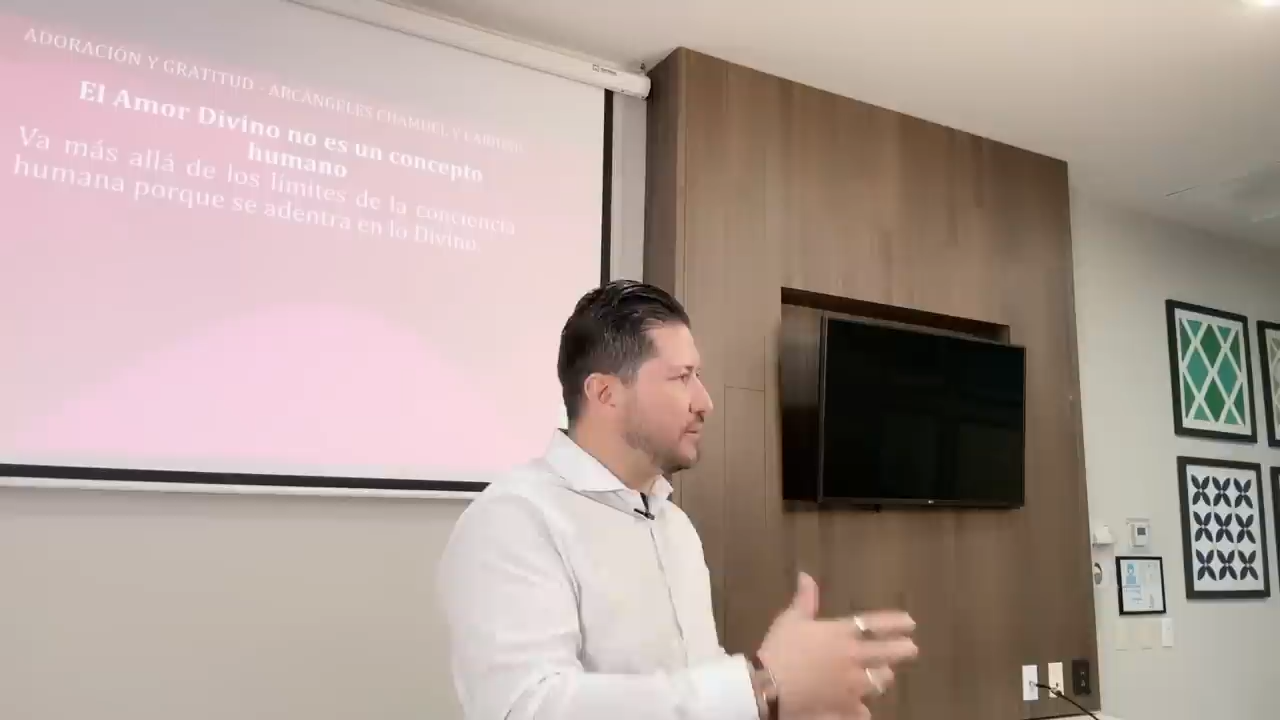 ADORACIÓN Y GRATITUD - ARCÁNGELES CHAMUEL Y
El Amor Divino no es un concepto
humano
Va más allá de los límites de la conciencia
humana porque se adentra en lo Divino.